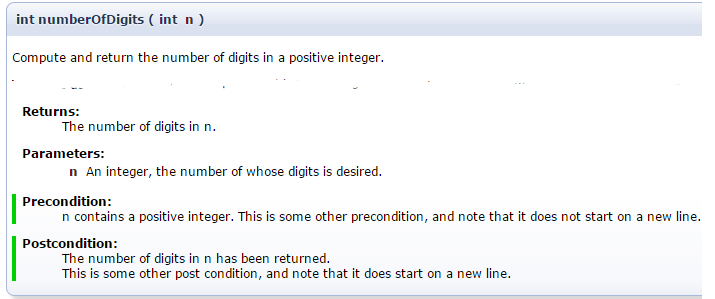 int numberOfDigits ( int n )
Compute and return the number of digits in a positive integer.
Returns:
The number of digits in n.
Parameters:
n An integer, the number of whose digits is desired.
Precondition:
n contains a positive integer. This is some other precondition, and note that it does not start on a new line.
Postcondition:
The number of digits in n has been returned.
This is some other post condition, and note that it does start on a new line.